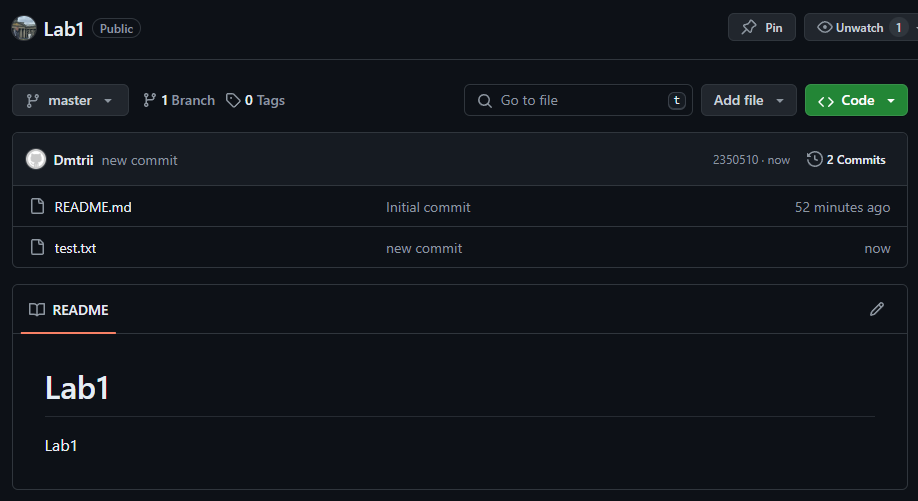 Lab1 Public Pin Unwatch 1
master 1 Branch 0 Tags Go to file t Add file Code
Dmtrii new commit 2350510 · now 2 Commits
README.md Initial commit 52 minutes ago
test.txt new commit now
README
Lab1
Lab1